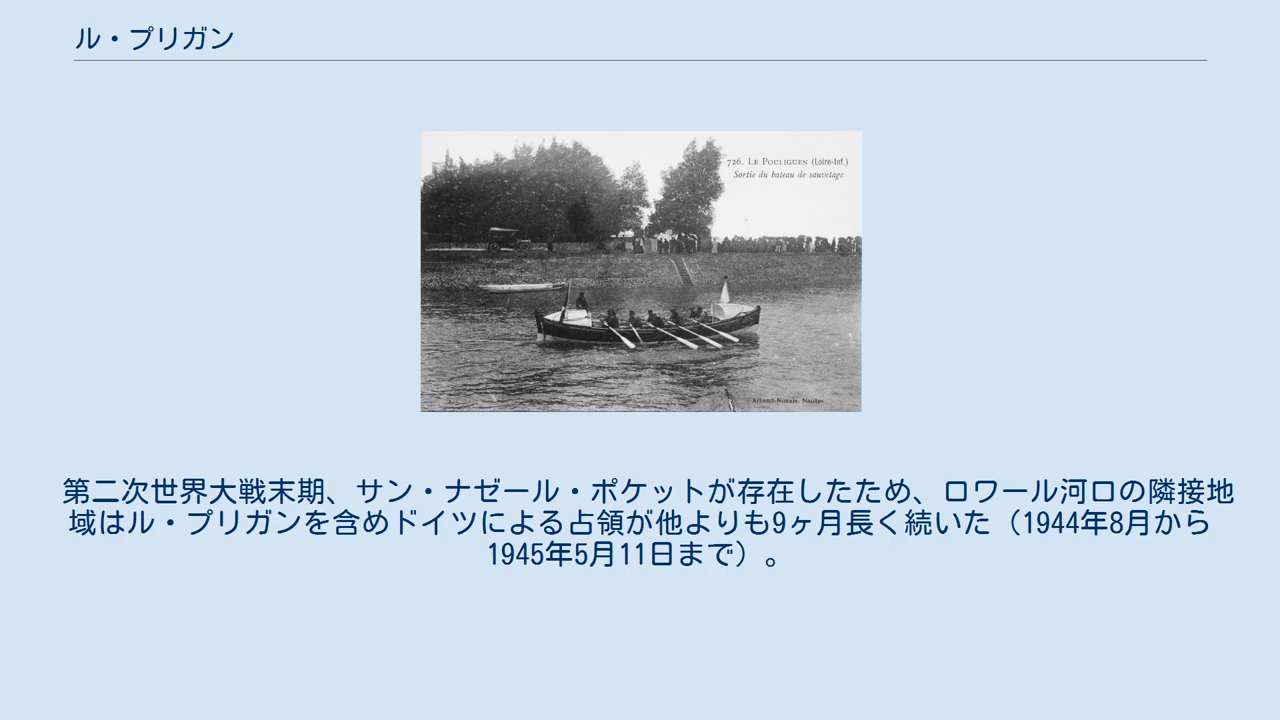 ル・プリガン
726. LE POULIGUEN (Loire-Inf.)
Sortie du bateau de sauvetage
Artaud-Nozais, Nantes
第二次世界大戦末期、サン・ナゼール・ポケットが存在したため、ロワール河口の隣接地
域はル・プリガンを含めドイツによる占領が他よりも9ヶ月長く続いた（1944年8月から
1945年5月11日まで）。